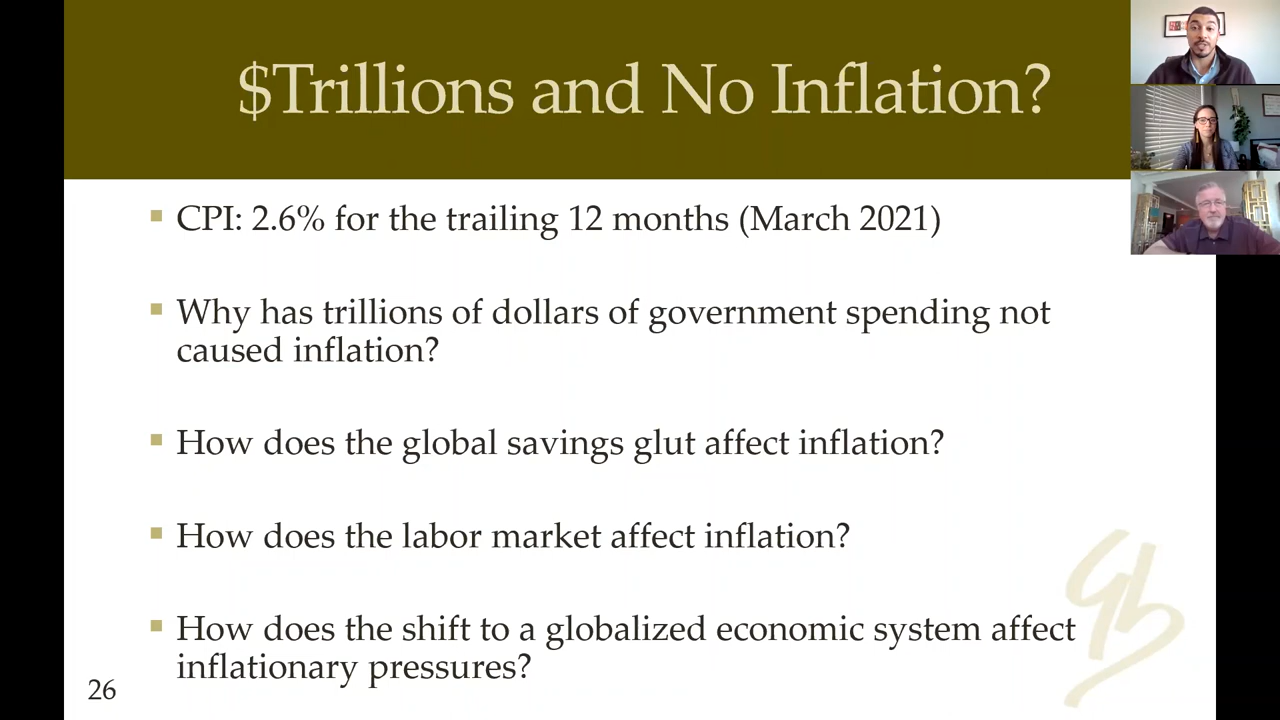 $Trillions and No Inflation?
CPI: 2.6% for the trailing 12 months (March 2021)
Why has trillions of dollars of government spending not
caused inflation?
How does the global savings glut affect inflation?
How does the labor market affect inflation?
How does the shift to a globalized economic system affect
inflationary pressures?
26